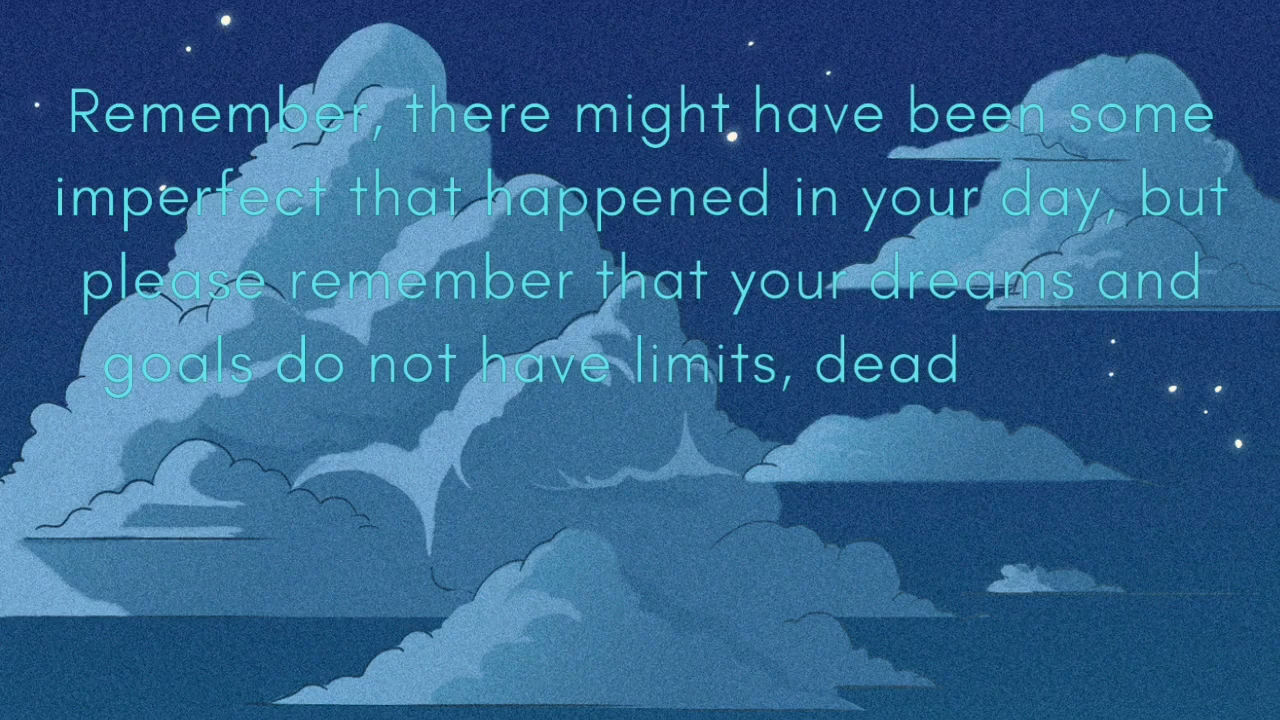 Remember, there might have been some
imperfect that happened in your day, but
please remember that your dreams and
goals do not have limits, dead